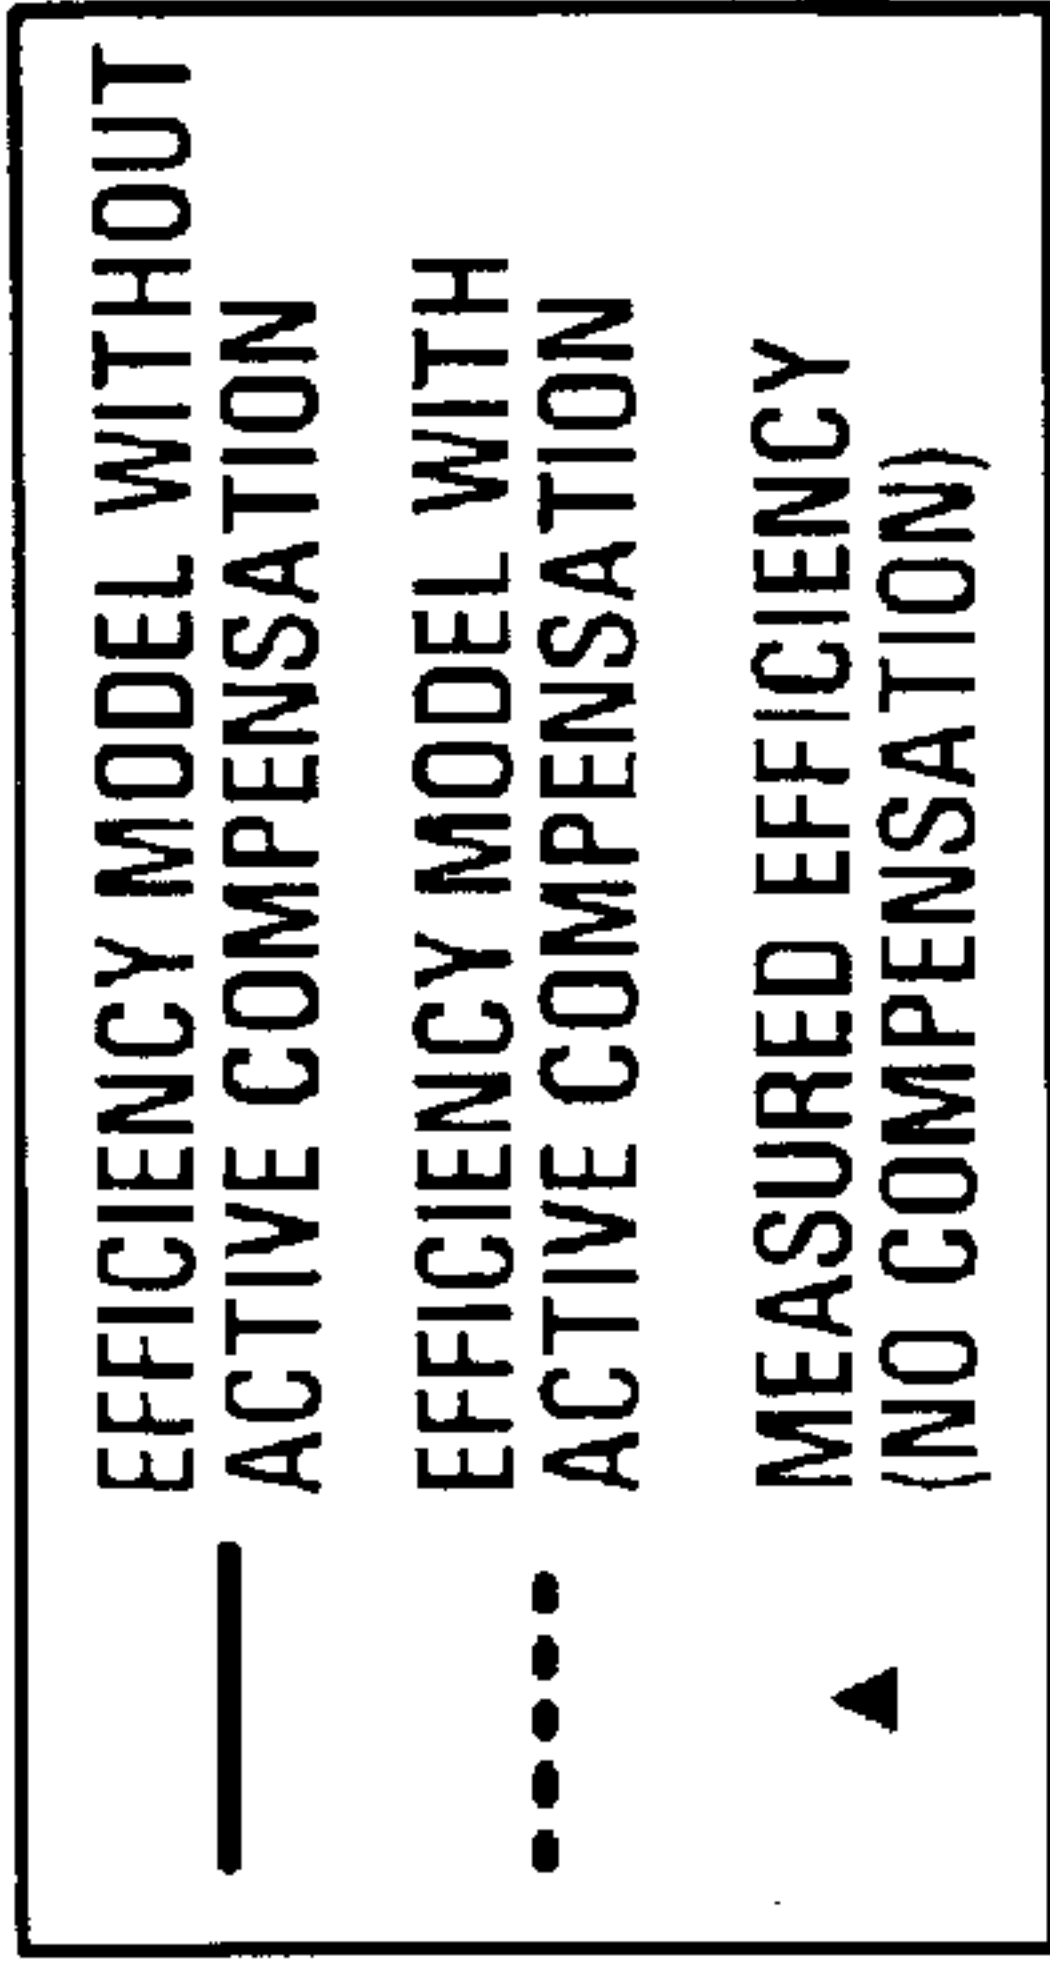 EFFICIENCY MODEL WITHOUT
ACTIVE COMPENSATION
EFFICIENCY MODEL WITH
ACTIVE COMPENSATION
MEASURED EFFICIENCY
(NO COMPENSATION)